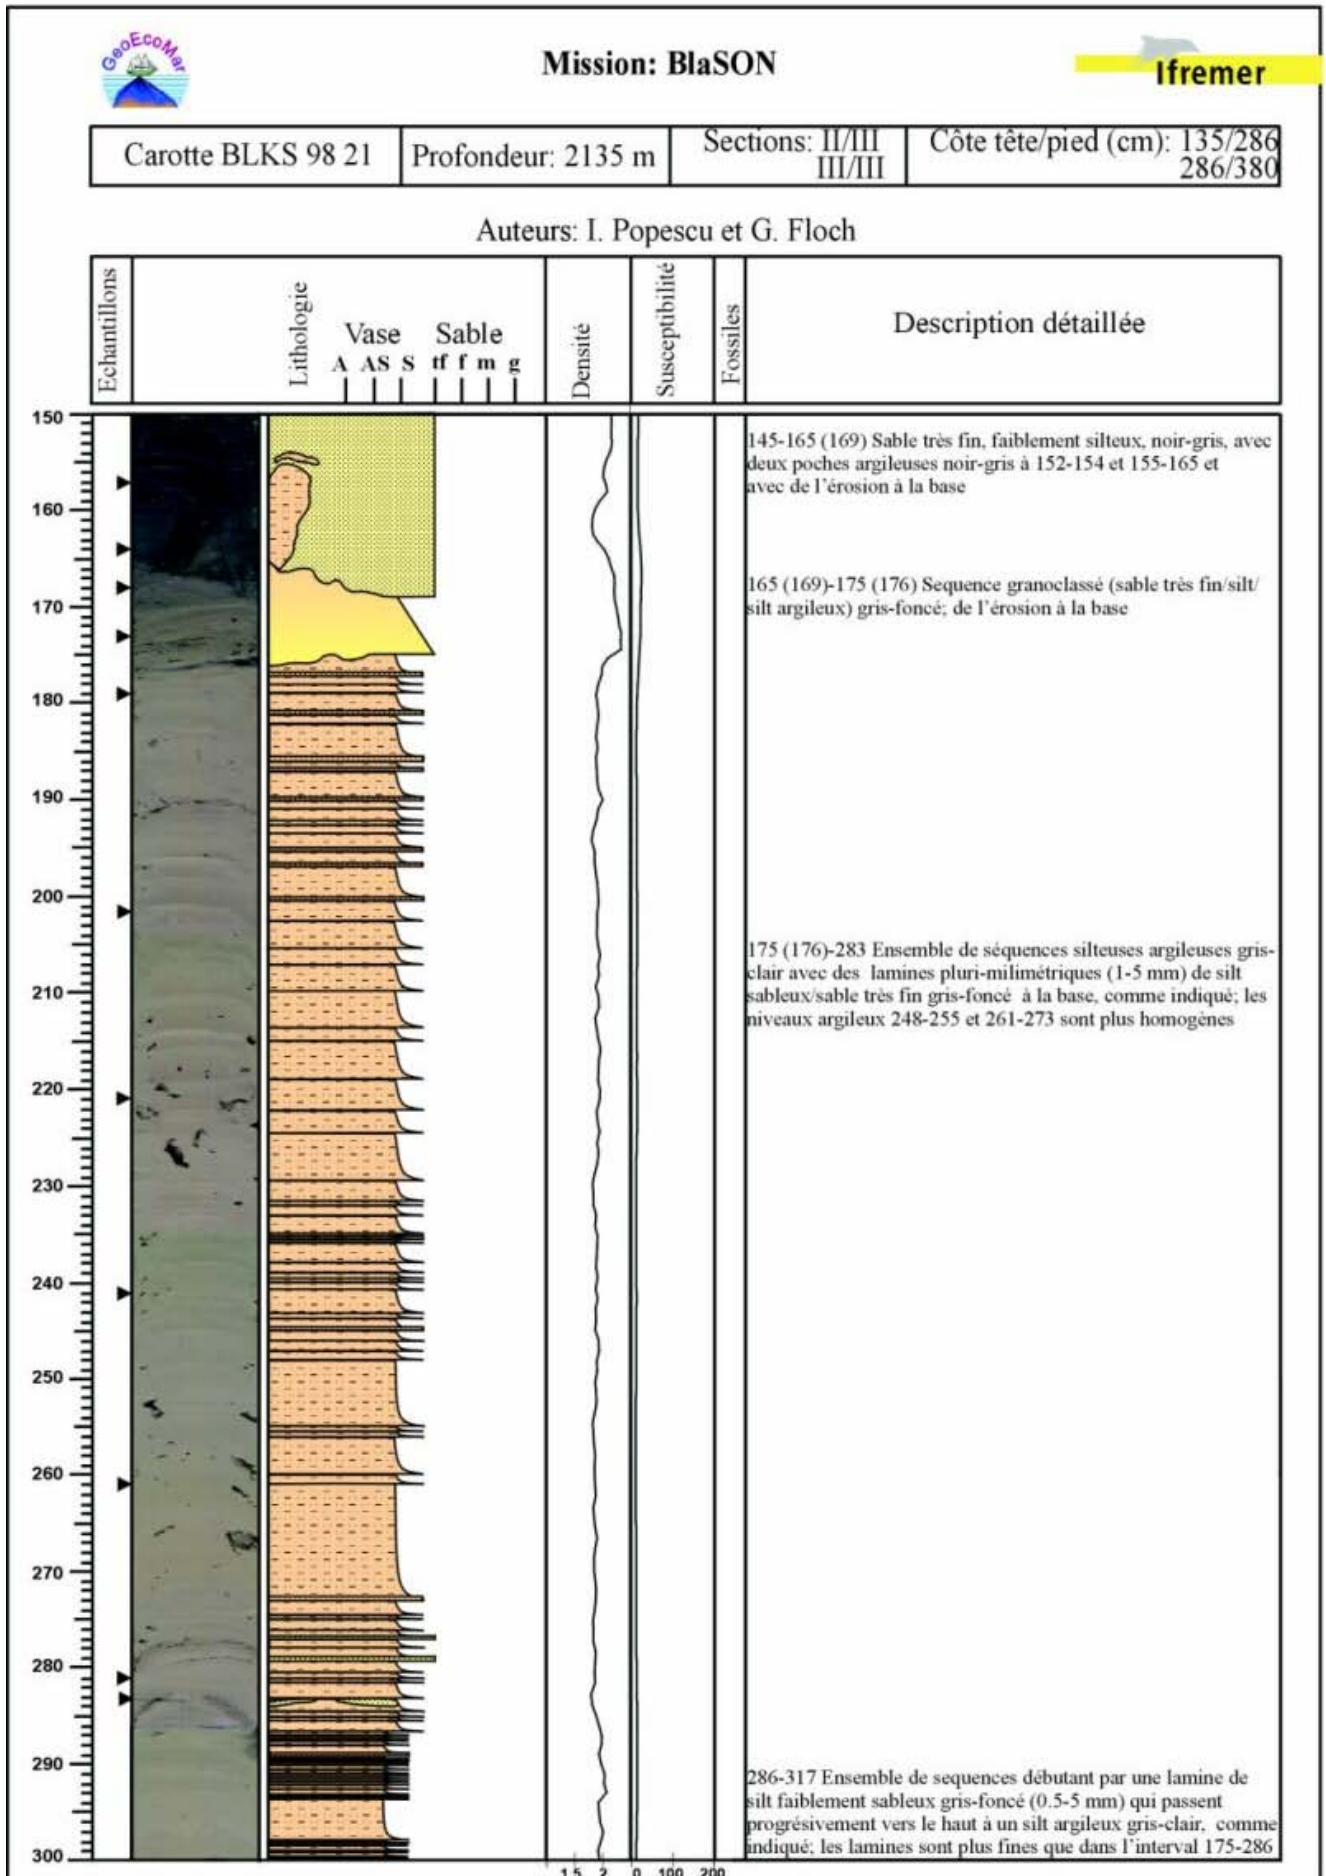 GeoEcoMar
Mission: BlaSON
Ifremer
Carotte BLKS 98 21
Profondeur: 2135 m
Sections: II/III
III/III
Côte tête/pied (cm): 135/286
286/380
Auteurs: I. Popescu et G. Floch
Echantillons
Lithologie
Vase Sable
A AS S tf f m g
Densité
Susceptibilité
Fossiles
Description détaillée
150
145-165 (169) Sable très fin, faiblement silteux, noir-gris, avec
deux poches argileuses noir-gris à 152-154 et 155-165 et
avec de l'érosion à la base
160
165 (169)-175 (176) Sequence granoclassé (sable très fin/silt/
silt argileux) gris-foncé; de l'érosion à la base
170
180
190
200
175 (176)-283 Ensemble de séquences silteuses argileuses gris-
clair avec des lamines pluri-milimétriques (1-5 mm) de silt
sableux/sable très fin gris-foncé à la base, comme indiqué; les
niveaux argileux 248-255 et 261-273 sont plus homogènes
210
220
230
240
250
260
270
280
290
286-317 Ensemble de sequences débutant par une lamine de
silt faiblement sableux gris-foncé (0.5-5 mm) qui passent
progrésivement vers le haut à un silt argileux gris-clair, comme
indiqué; les lamines sont plus fines que dans l'interval 175-286
300
1.5 2 0 100 200